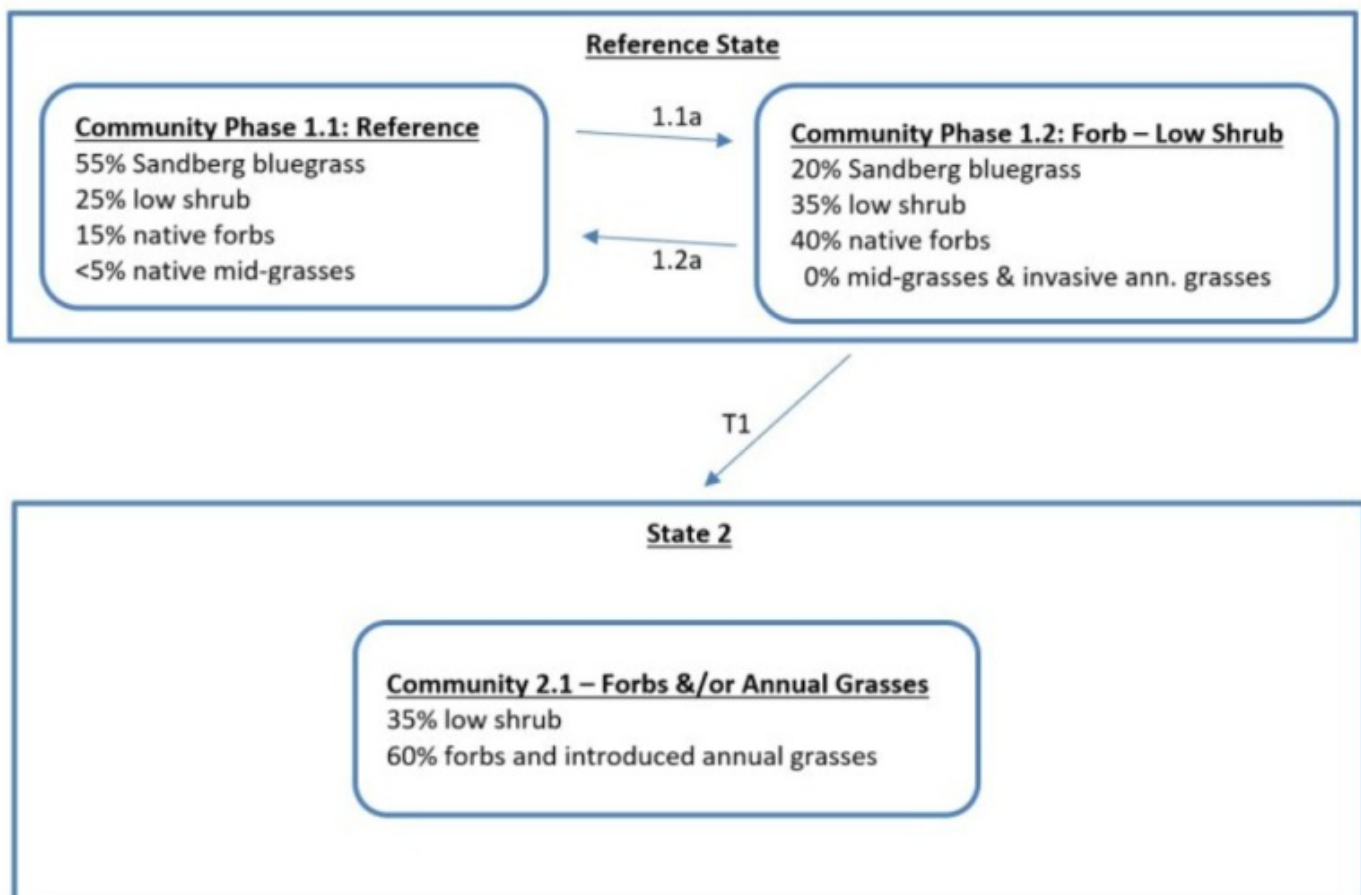 Reference State
Community Phase 1.1: Reference
55% Sandberg bluegrass
25% low shrub
15% native forbs
<5% native mid-grasses
1.1a
1.2a
Community Phase 1.2: Forb – Low Shrub
20% Sandberg bluegrass
35% low shrub
40% native forbs
0% mid-grasses & invasive ann. grasses
T1
State 2
Community 2.1 – Forbs &/or Annual Grasses
35% low shrub
60% forbs and introduced annual grasses